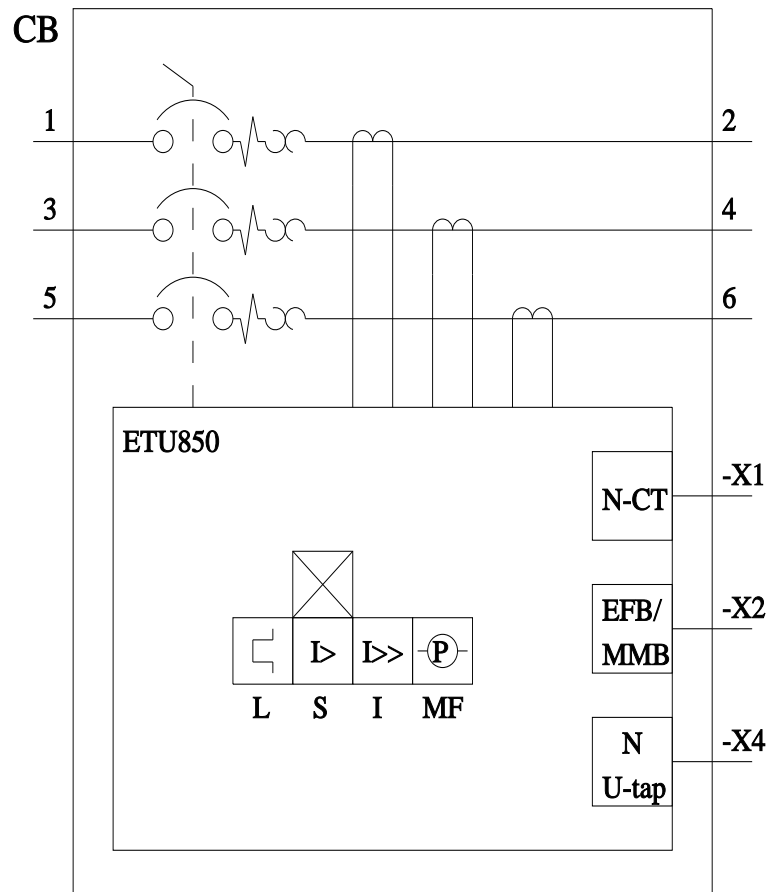 CB
1 2
3 4
5 6
ETU850
-X1
N-CT
-X2
EFB/
MMB
I> I>> P
L S I MF
-X4
N
U-tap